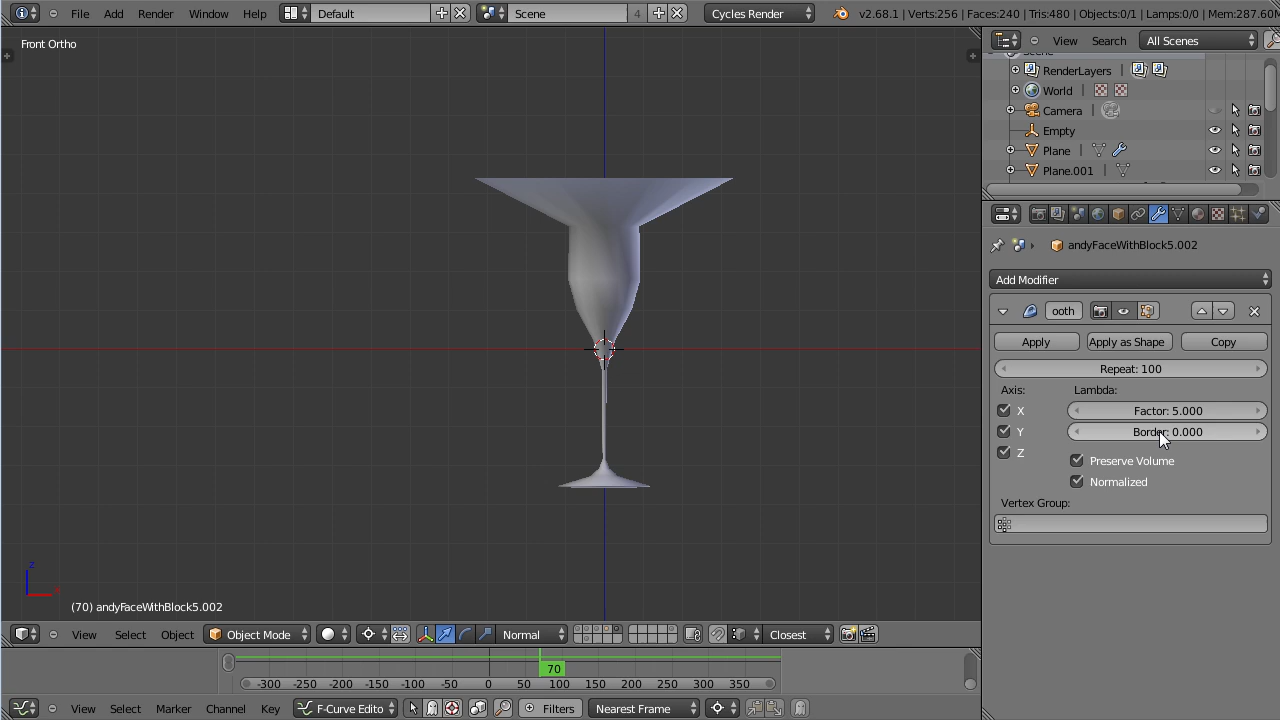 File Add Render Window Help Default Scene 4 Cycles Render v2.68.1 | Verts:256 | Faces:240 | Tris:480 | Objects:0/1 | Lamps:0/0 | Mem:287.60M
Front Ortho
View Search All Scenes
RenderLayers
World
Camera
Empty
Plane
Plane.001
andyFaceWithBlock5.002
Add Modifier
ooth
Apply Apply as Shape Copy
Repeat: 100
Axis: Lambda:
X Factor: 5.000
Y Border: 0.000
Z Preserve Volume
Normalized
Vertex Group:
z
x
(70) andyFaceWithBlock5.002
View Select Object Object Mode Normal Closest
70
-300 -250 -200 -150 -100 -50 0 50 100 150 200 250 300 350
View Select Marker Channel Key F-Curve Edito Filters Nearest Frame